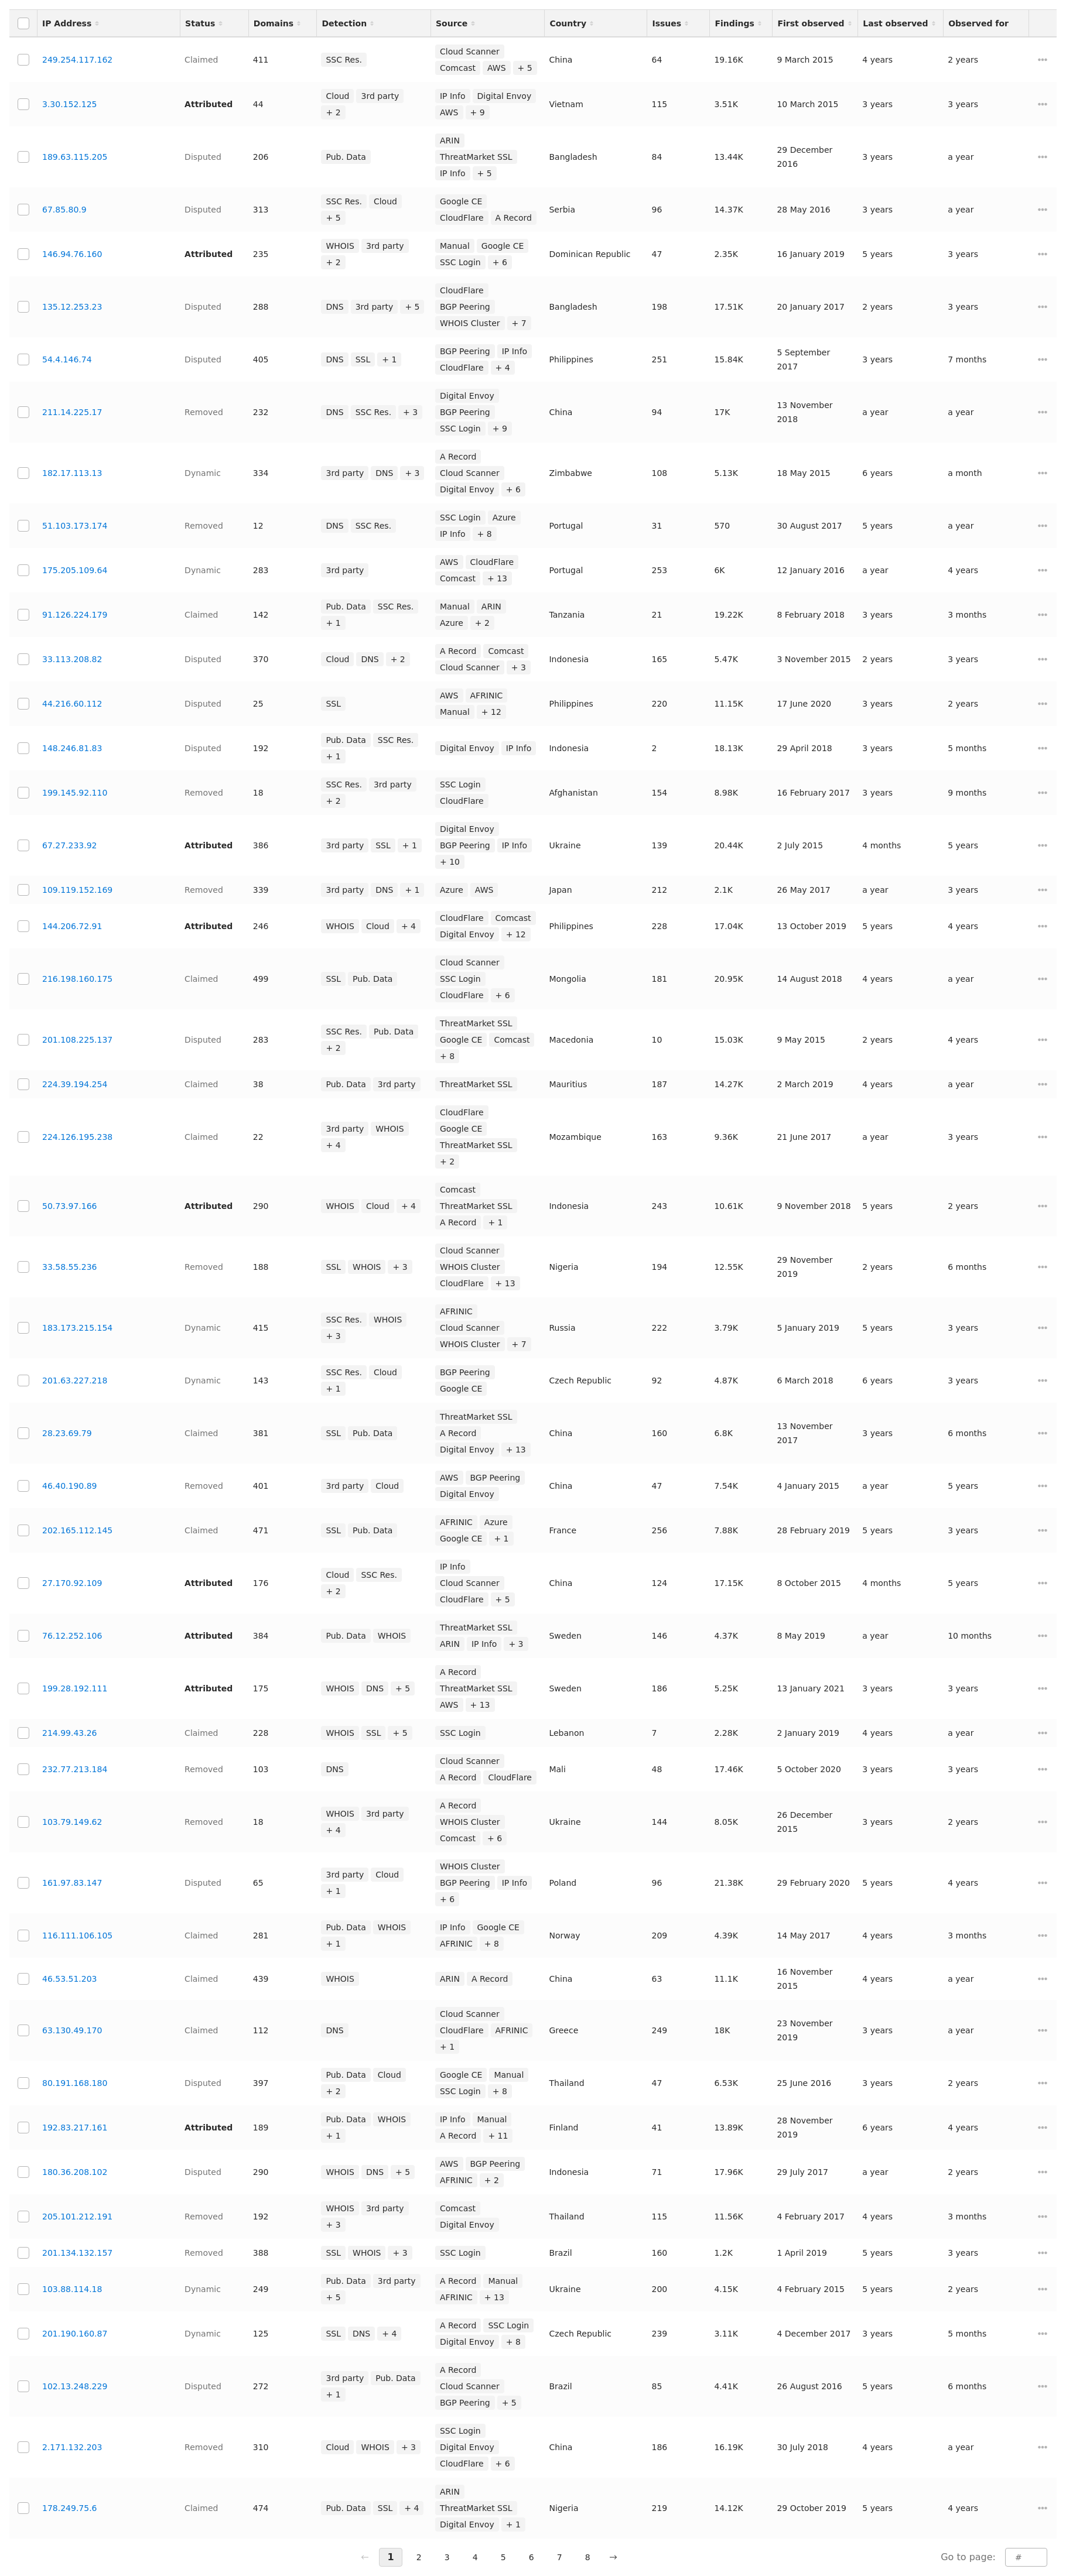 IP Address Status Domains Detection Source Country Issues Findings First observed Last observed Observed for
249.254.117.162 Claimed 411 SSC Res. Cloud Scanner Comcast AWS + 5 China 64 19.16K 9 March 2015 4 years 2 years
3.30.152.125 Attributed 44 Cloud 3rd party + 2 IP Info Digital Envoy AWS + 9 Vietnam 115 3.51K 10 March 2015 3 years 3 years
189.63.115.205 Disputed 206 Pub. Data ARIN ThreatMarket SSL IP Info + 5 Bangladesh 84 13.44K 29 December 2016 3 years a year
67.85.80.9 Disputed 313 SSC Res. Cloud + 5 Google CE CloudFlare A Record Serbia 96 14.37K 28 May 2016 3 years a year
146.94.76.160 Attributed 235 WHOIS 3rd party + 2 Manual Google CE SSC Login + 6 Dominican Republic 47 2.35K 16 January 2019 5 years 3 years
135.12.253.23 Disputed 288 DNS 3rd party + 5 CloudFlare BGP Peering WHOIS Cluster + 7 Bangladesh 198 17.51K 20 January 2017 2 years 3 years
54.4.146.74 Disputed 405 DNS SSL + 1 BGP Peering IP Info CloudFlare + 4 Philippines 251 15.84K 5 September 2017 3 years 7 months
211.14.225.17 Removed 232 DNS SSC Res. + 3 Digital Envoy BGP Peering SSC Login + 9 China 94 17K 13 November 2018 a year a year
182.17.113.13 Dynamic 334 3rd party DNS + 3 A Record Cloud Scanner Digital Envoy + 6 Zimbabwe 108 5.13K 18 May 2015 6 years a month
51.103.173.174 Removed 12 DNS SSC Res. SSC Login Azure IP Info + 8 Portugal 31 570 30 August 2017 5 years a year
175.205.109.64 Dynamic 283 3rd party AWS CloudFlare Comcast + 13 Portugal 253 6K 12 January 2016 a year 4 years
91.126.224.179 Claimed 142 Pub. Data SSC Res. + 1 Manual ARIN Azure + 2 Tanzania 21 19.22K 8 February 2018 3 years 3 months
33.113.208.82 Disputed 370 Cloud DNS + 2 A Record Comcast Cloud Scanner + 3 Indonesia 165 5.47K 3 November 2015 2 years 3 years
44.216.60.112 Disputed 25 SSL AWS AFRINIC Manual + 12 Philippines 220 11.15K 17 June 2020 3 years 2 years
148.246.81.83 Disputed 192 Pub. Data SSC Res. + 1 Digital Envoy IP Info Indonesia 2 18.13K 29 April 2018 3 years 5 months
199.145.92.110 Removed 18 SSC Res. 3rd party + 2 SSC Login CloudFlare Afghanistan 154 8.98K 16 February 2017 3 years 9 months
67.27.233.92 Attributed 386 3rd party SSL + 1 Digital Envoy BGP Peering IP Info + 10 Ukraine 139 20.44K 2 July 2015 4 months 5 years
109.119.152.169 Removed 339 3rd party DNS + 1 Azure AWS Japan 212 2.1K 26 May 2017 a year 3 years
144.206.72.91 Attributed 246 WHOIS Cloud + 4 CloudFlare Comcast Digital Envoy + 12 Philippines 228 17.04K 13 October 2019 5 years 4 years
216.198.160.175 Claimed 499 SSL Pub. Data Cloud Scanner SSC Login CloudFlare + 6 Mongolia 181 20.95K 14 August 2018 4 years a year
201.108.225.137 Disputed 283 SSC Res. Pub. Data + 2 ThreatMarket SSL Google CE Comcast + 8 Macedonia 10 15.03K 9 May 2015 2 years 4 years
224.39.194.254 Claimed 38 Pub. Data 3rd party ThreatMarket SSL Mauritius 187 14.27K 2 March 2019 4 years a year
224.126.195.238 Claimed 22 3rd party WHOIS + 4 CloudFlare Google CE ThreatMarket SSL + 2 Mozambique 163 9.36K 21 June 2017 a year 3 years
50.73.97.166 Attributed 290 WHOIS Cloud + 4 Comcast ThreatMarket SSL A Record + 1 Indonesia 243 10.61K 9 November 2018 5 years 2 years
33.58.55.236 Removed 188 SSL WHOIS + 3 Cloud Scanner WHOIS Cluster CloudFlare + 13 Nigeria 194 12.55K 29 November 2019 2 years 6 months
183.173.215.154 Dynamic 415 SSC Res. WHOIS + 3 AFRINIC Cloud Scanner WHOIS Cluster + 7 Russia 222 3.79K 5 January 2019 5 years 3 years
201.63.227.218 Dynamic 143 SSC Res. Cloud + 1 BGP Peering Google CE Czech Republic 92 4.87K 6 March 2018 6 years 3 years
28.23.69.79 Claimed 381 SSL Pub. Data ThreatMarket SSL A Record Digital Envoy + 13 China 160 6.8K 13 November 2017 3 years 6 months
46.40.190.89 Removed 401 3rd party Cloud AWS BGP Peering Digital Envoy China 47 7.54K 4 January 2015 a year 5 years
202.165.112.145 Claimed 471 SSL Pub. Data AFRINIC Azure Google CE + 1 France 256 7.88K 28 February 2019 5 years 3 years
27.170.92.109 Attributed 176 Cloud SSC Res. + 2 IP Info Cloud Scanner CloudFlare + 5 China 124 17.15K 8 October 2015 4 months 5 years
76.12.252.106 Attributed 384 Pub. Data WHOIS ThreatMarket SSL ARIN IP Info + 3 Sweden 146 4.37K 8 May 2019 a year 10 months
199.28.192.111 Attributed 175 WHOIS DNS + 5 A Record ThreatMarket SSL AWS + 13 Sweden 186 5.25K 13 January 2021 3 years 3 years
214.99.43.26 Claimed 228 WHOIS SSL + 5 SSC Login Lebanon 7 2.28K 2 January 2019 4 years a year
232.77.213.184 Removed 103 DNS Cloud Scanner A Record CloudFlare Mali 48 17.46K 5 October 2020 3 years 3 years
103.79.149.62 Removed 18 WHOIS 3rd party + 4 A Record WHOIS Cluster Comcast + 6 Ukraine 144 8.05K 26 December 2015 3 years 2 years
161.97.83.147 Disputed 65 3rd party Cloud + 1 WHOIS Cluster BGP Peering IP Info + 6 Poland 96 21.38K 29 February 2020 5 years 4 years
116.111.106.105 Claimed 281 Pub. Data WHOIS + 1 IP Info Google CE AFRINIC + 8 Norway 209 4.39K 14 May 2017 4 years 3 months
46.53.51.203 Claimed 439 WHOIS ARIN A Record China 63 11.1K 16 November 2015 4 years a year
63.130.49.170 Claimed 112 DNS Cloud Scanner CloudFlare AFRINIC + 1 Greece 249 18K 23 November 2019 3 years a year
80.191.168.180 Disputed 397 Pub. Data Cloud + 2 Google CE Manual SSC Login + 8 Thailand 47 6.53K 25 June 2016 3 years 2 years
192.83.217.161 Attributed 189 Pub. Data WHOIS + 1 IP Info Manual A Record + 11 Finland 41 13.89K 28 November 2019 6 years 4 years
180.36.208.102 Disputed 290 WHOIS DNS + 5 AWS BGP Peering AFRINIC + 2 Indonesia 71 17.96K 29 July 2017 a year 2 years
205.101.212.191 Removed 192 WHOIS 3rd party + 3 Comcast Digital Envoy Thailand 115 11.56K 4 February 2017 4 years 3 months
201.134.132.157 Removed 388 SSL WHOIS + 3 SSC Login Brazil 160 1.2K 1 April 2019 5 years 3 years
103.88.114.18 Dynamic 249 Pub. Data 3rd party + 5 A Record Manual AFRINIC + 13 Ukraine 200 4.15K 4 February 2015 5 years 2 years
201.190.160.87 Dynamic 125 SSL DNS + 4 A Record SSC Login Digital Envoy + 8 Czech Republic 239 3.11K 4 December 2017 3 years 5 months
102.13.248.229 Disputed 272 3rd party Pub. Data + 1 A Record Cloud Scanner BGP Peering + 5 Brazil 85 4.41K 26 August 2016 5 years 6 months
2.171.132.203 Removed 310 Cloud WHOIS + 3 SSC Login Digital Envoy CloudFlare + 6 China 186 16.19K 30 July 2018 4 years a year
178.249.75.6 Claimed 474 Pub. Data SSL + 4 ARIN ThreatMarket SSL Digital Envoy + 1 Nigeria 219 14.12K 29 October 2019 5 years 4 years
← 1 2 3 4 5 6 7 8 → Go to page: #